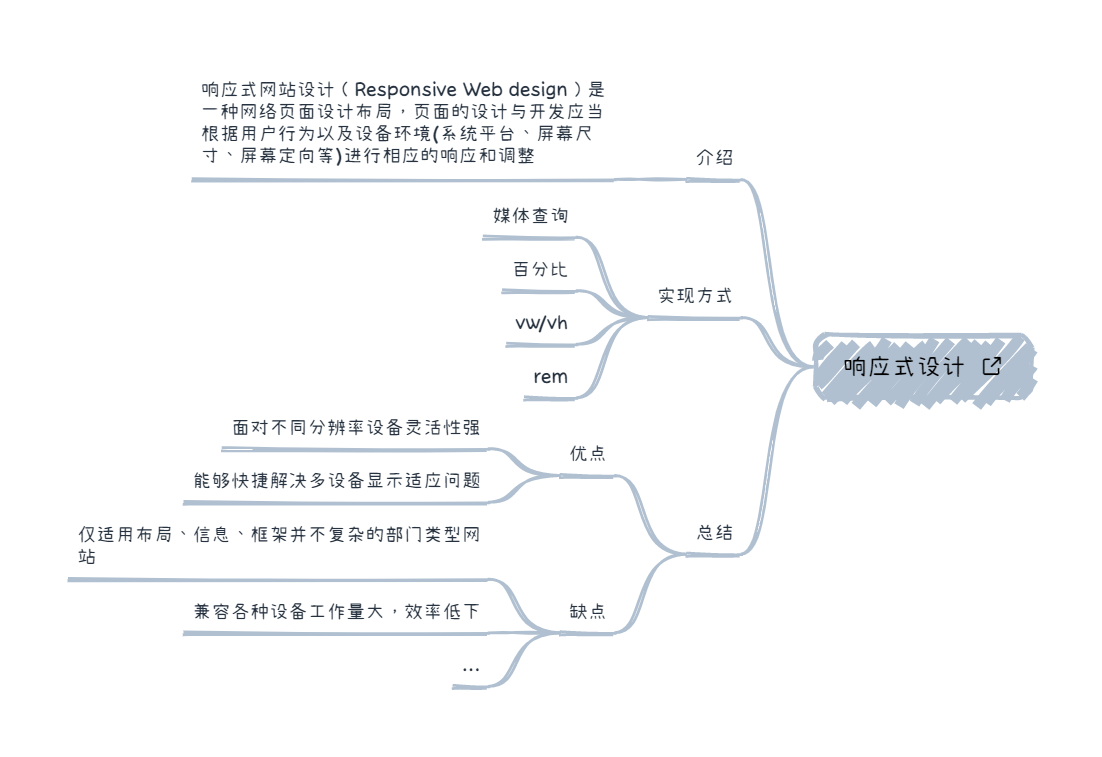 响应式网站设计（Responsive Web design）是
一种网络页面设计布局，页面的设计与开发应当
根据用户行为以及设备环境(系统平台、屏幕尺
寸、屏幕定向等)进行相应的响应和调整
介绍
媒体查询
百分比
vw/vh
rem
实现方式
响应式设计
面对不同分辨率设备灵活性强
能够快捷解决多设备显示适应问题
优点
仅适用布局、信息、框架并不复杂的部门类型网
站
兼容各种设备工作量大，效率低下
...
缺点
总结